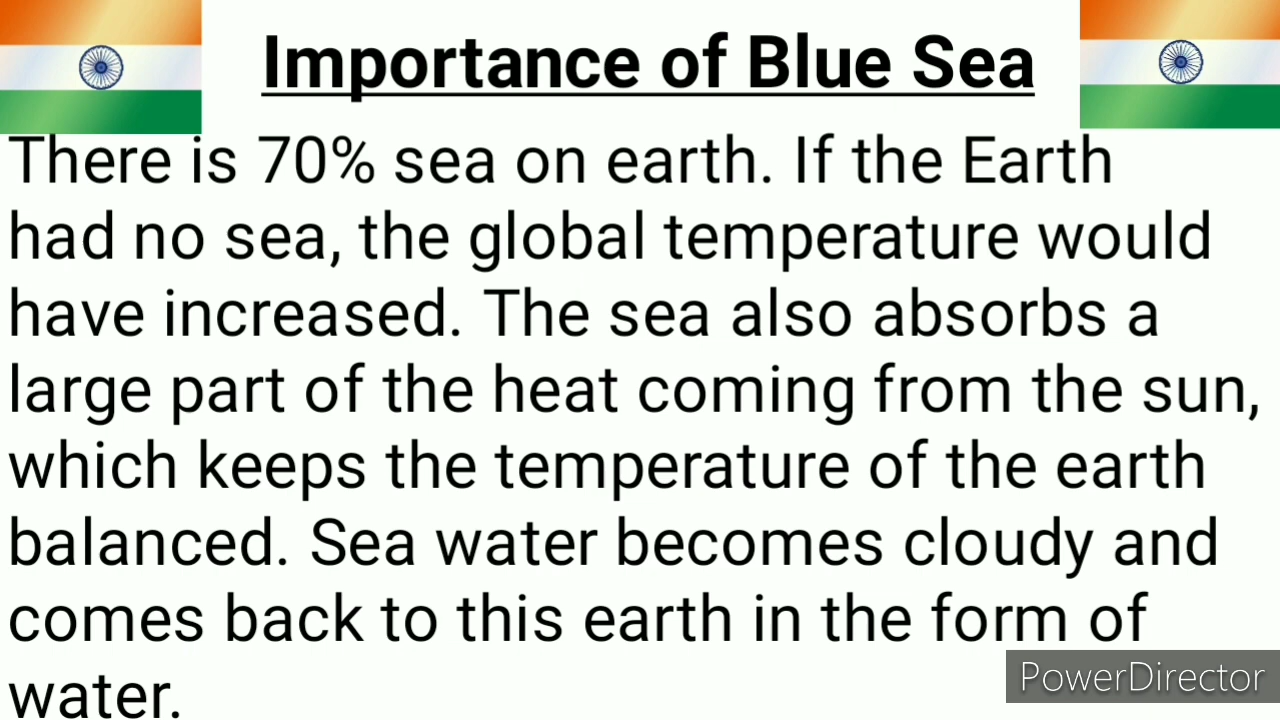 Importance of Blue Sea
There is 70% sea on earth. If the Earth
had no sea, the global temperature would
have increased. The sea also absorbs a
large part of the heat coming from the sun,
which keeps the temperature of the earth
balanced. Sea water becomes cloudy and
comes back to this earth in the form of
water.
PowerDirector